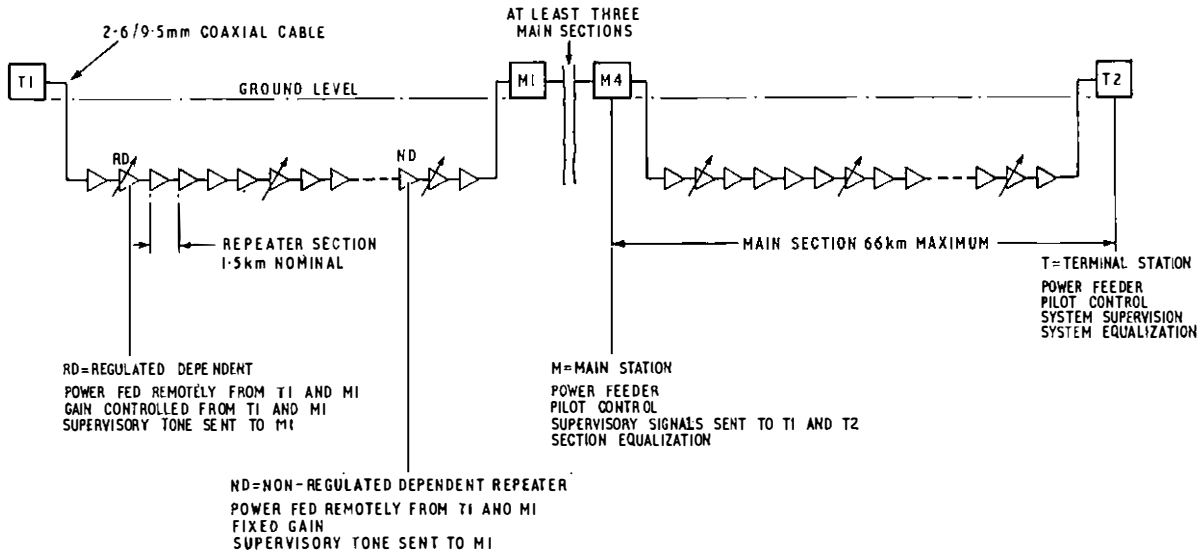 AT LEAST THREE
MAIN SECTIONS
2·6/9·5mm COAXIAL CABLE
T1
GROUND LEVEL
M1
M4
T2
RD
ND
REPEATER SECTION
1·5km NOMINAL
MAIN SECTION 66km MAXIMUM
T=TERMINAL STATION
POWER FEEDER
PILOT CONTROL
SYSTEM SUPERVISION
SYSTEM EQUALIZATION
RD=REGULATED DEPENDENT
POWER FED REMOTELY FROM T1 AND M1
GAIN CONTROLLED FROM T1 AND M1
SUPERVISORY TONE SENT TO M1
M=MAIN STATION
POWER FEEDER
PILOT CONTROL
SUPERVISORY SIGNALS SENT TO T1 AND T2
SECTION EQUALIZATION
ND=NON-REGULATED DEPENDENT REPEATER
POWER FED REMOTELY FROM T1 AND M1
FIXED GAIN
SUPERVISORY TONE SENT TO M1